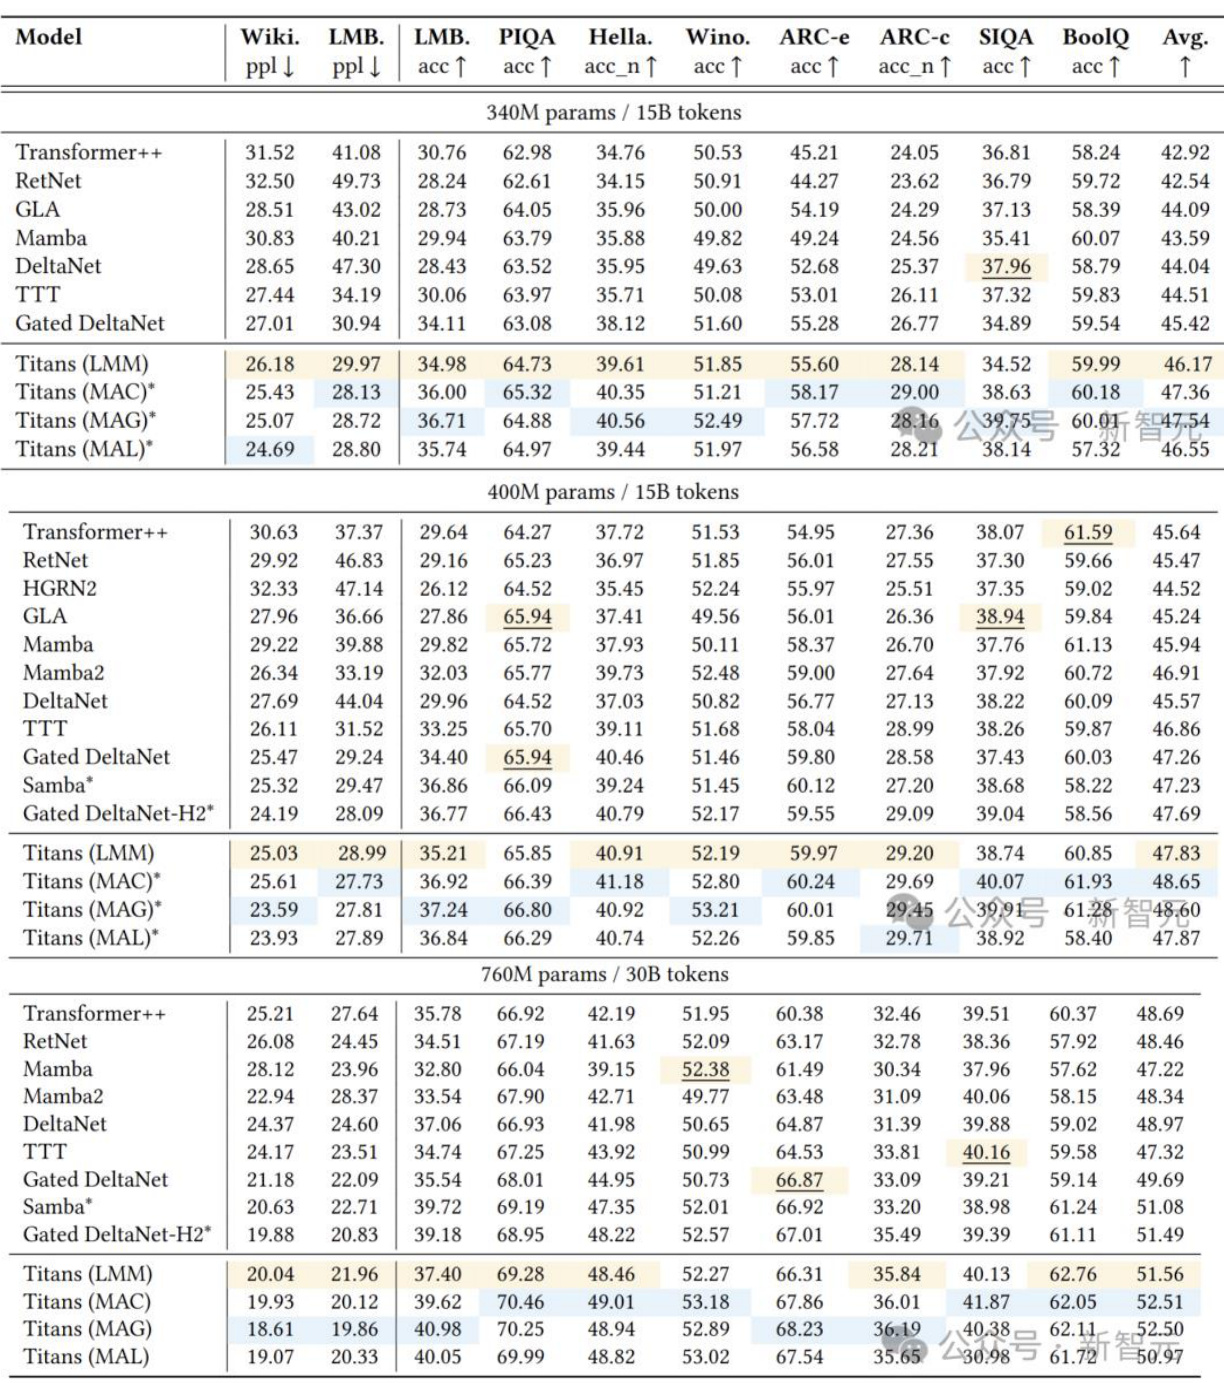 Model Wiki. LMB. LMB. PIQA Hella. Wino. ARC-e ARC-c SIQA BoolQ Avg.
ppl ↓ ppl ↓ acc ↑ acc ↑ acc_n ↑ acc ↑ acc ↑ acc_n ↑ acc ↑ acc ↑ ↑
340M params / 15B tokens
Transformer++ 31.52 41.08 30.76 62.98 34.76 50.53 45.21 24.05 36.81 58.24 42.92
RetNet 32.50 49.73 28.24 62.61 34.15 50.91 44.27 23.62 36.79 59.72 42.54
GLA 28.51 43.02 28.73 64.05 35.96 50.00 54.19 24.29 37.13 58.39 44.09
Mamba 30.83 40.21 29.94 63.79 35.88 49.82 49.24 24.56 35.41 60.07 43.59
DeltaNet 28.65 47.30 28.43 63.52 35.95 49.63 52.68 25.37 37.96 58.79 44.04
TTT 27.44 34.19 30.06 63.97 35.71 50.08 53.01 26.11 37.32 59.83 44.51
Gated DeltaNet 27.01 30.94 34.11 63.08 38.12 51.60 55.28 26.77 34.89 59.54 45.42
Titans (LMM) 26.18 29.97 34.98 64.73 39.61 51.85 55.60 28.14 34.52 59.99 46.17
Titans (MAC)* 25.43 28.13 36.00 65.32 40.35 51.21 58.17 29.00 38.63 60.18 47.36
Titans (MAG)* 25.07 28.72 36.71 64.88 40.56 52.49 57.72 28.16 39.75 60.01 47.54
公众号 · 新智元
Titans (MAL)* 24.69 28.80 35.74 64.97 39.44 51.97 56.58 28.21 38.14 57.32 46.55
400M params / 15B tokens
Transformer++ 30.63 37.37 29.64 64.27 37.72 51.53 54.95 27.36 38.07 61.59 45.64
RetNet 29.92 46.83 29.16 65.23 36.97 51.85 56.01 27.55 37.30 59.66 45.47
HGRN2 32.33 47.14 26.12 64.52 35.45 52.24 55.97 25.51 37.35 59.02 44.52
GLA 27.96 36.66 27.86 65.94 37.41 49.56 56.01 26.36 38.94 59.84 45.24
Mamba 29.22 39.88 29.82 65.72 37.93 50.11 58.37 26.70 37.76 61.13 45.94
Mamba2 26.34 33.19 32.03 65.77 39.73 52.48 59.00 27.64 37.92 60.72 46.91
DeltaNet 27.69 44.04 29.96 64.52 37.03 50.82 56.77 27.13 38.22 60.09 45.57
TTT 26.11 31.52 33.25 65.70 39.11 51.68 58.04 28.99 38.26 59.87 46.86
Gated DeltaNet 25.47 29.24 34.40 65.94 40.46 51.46 59.80 28.58 37.43 60.03 47.26
Samba* 25.32 29.47 36.86 66.09 39.24 51.45 60.12 27.20 38.68 58.22 47.23
Gated DeltaNet-H2* 24.19 28.09 36.77 66.43 40.79 52.17 59.55 29.09 39.04 58.56 47.69
Titans (LMM) 25.03 28.99 35.21 65.85 40.91 52.19 59.97 29.20 38.74 60.85 47.83
Titans (MAC)* 25.61 27.73 36.92 66.39 41.18 52.80 60.24 29.69 40.07 61.93 48.65
Titans (MAG)* 23.59 27.81 37.24 66.80 40.92 53.21 60.01 29.45 39.91 61.28 48.60
公众号 · 新智元
Titans (MAL)* 23.93 27.89 36.84 66.29 40.74 52.26 59.85 29.71 38.92 58.40 47.87
760M params / 30B tokens
Transformer++ 25.21 27.64 35.78 66.92 42.19 51.95 60.38 32.46 39.51 60.37 48.69
RetNet 26.08 24.45 34.51 67.19 41.63 52.09 63.17 32.78 38.36 57.92 48.46
Mamba 28.12 23.96 32.80 66.04 39.15 52.38 61.49 30.34 37.96 57.62 47.22
Mamba2 22.94 28.37 33.54 67.90 42.71 49.77 63.48 31.09 40.06 58.15 48.34
DeltaNet 24.37 24.60 37.06 66.93 41.98 50.65 64.87 31.39 39.88 59.02 48.97
TTT 24.17 23.51 34.74 67.25 43.92 50.99 64.53 33.81 40.16 59.58 47.32
Gated DeltaNet 21.18 22.09 35.54 68.01 44.95 50.73 66.87 33.09 39.21 59.14 49.69
Samba* 20.63 22.71 39.72 69.19 47.35 52.01 66.92 33.20 38.98 61.24 51.08
Gated DeltaNet-H2* 19.88 20.83 39.18 68.95 48.22 52.57 67.01 35.49 39.39 61.11 51.49
Titans (LMM) 20.04 21.96 37.40 69.28 48.46 52.27 66.31 35.84 40.13 62.76 51.56
Titans (MAC) 19.93 20.12 39.62 70.46 49.01 53.18 67.86 36.01 41.87 62.05 52.51
Titans (MAG) 18.61 19.86 40.98 70.25 48.94 52.89 68.23 36.19 40.38 62.11 52.50
公众号 · 新智元
Titans (MAL) 19.07 20.33 40.05 69.99 48.82 53.02 67.54 35.65 30.98 61.72 50.97